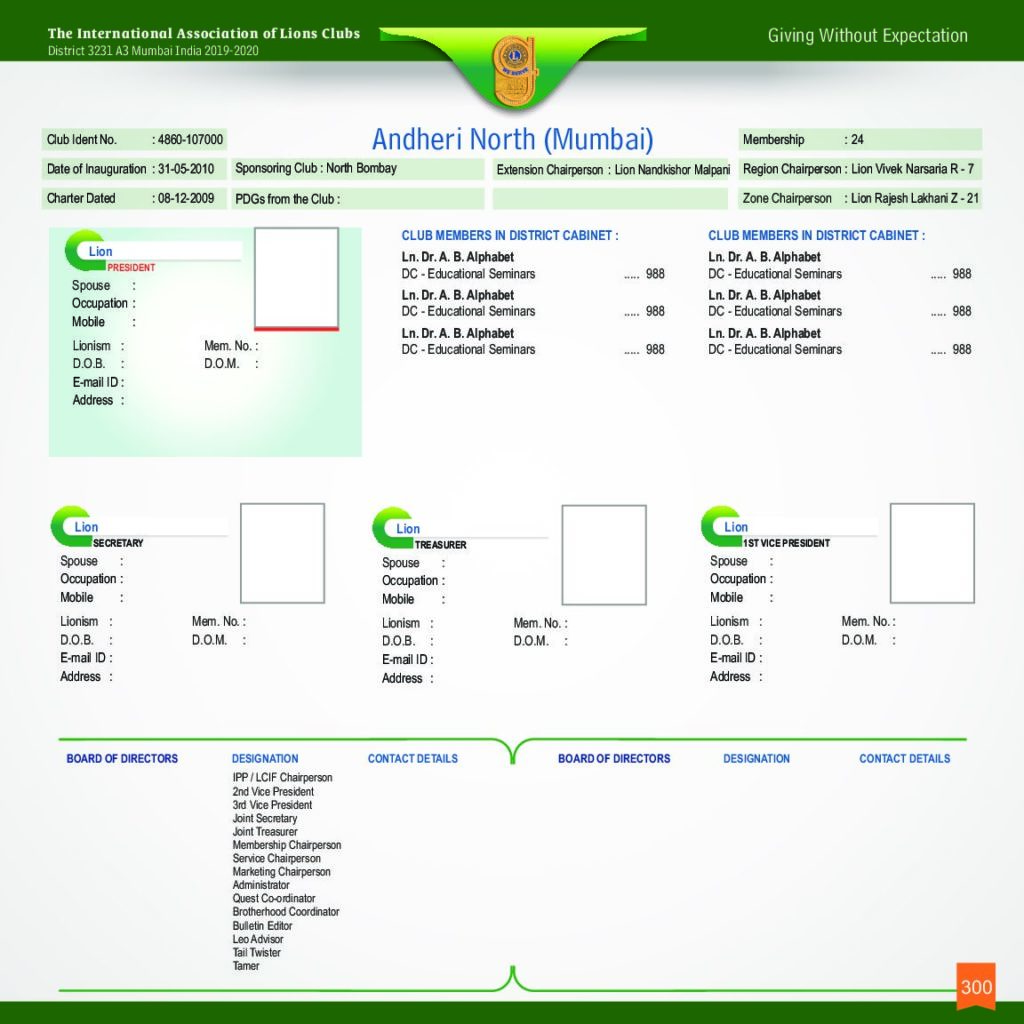 The International Association of Lions Clubs
District 3231 A3 Mumbai India 2019-2020
Giving Without Expectation
WE SERVE
Club Ident No. : 4860-107000
Andheri North (Mumbai)
Membership : 24
Date of Inauguration : 31-05-2010
Sponsoring Club : North Bombay
Extension Chairperson : Lion Nandkishor Malpani
Region Chairperson : Lion Vivek Narsaria R - 7
Charter Dated : 08-12-2009
PDGs from the Club :
Zone Chairperson : Lion Rajesh Lakhani Z - 21
Lion
PRESIDENT
Spouse :
Occupation :
Mobile :
Lionism : Mem. No. :
D.O.B. : D.O.M. :
E-mail ID :
Address :
CLUB MEMBERS IN DISTRICT CABINET :
Ln. Dr. A. B. Alphabet
DC - Educational Seminars ..... 988
Ln. Dr. A. B. Alphabet
DC - Educational Seminars ..... 988
Ln. Dr. A. B. Alphabet
DC - Educational Seminars ..... 988
CLUB MEMBERS IN DISTRICT CABINET :
Ln. Dr. A. B. Alphabet
DC - Educational Seminars ..... 988
Ln. Dr. A. B. Alphabet
DC - Educational Seminars ..... 988
Ln. Dr. A. B. Alphabet
DC - Educational Seminars ..... 988
Lion
SECRETARY
Spouse :
Occupation :
Mobile :
Lionism : Mem. No. :
D.O.B. : D.O.M. :
E-mail ID :
Address :
Lion
TREASURER
Spouse :
Occupation :
Mobile :
Lionism : Mem. No. :
D.O.B. : D.O.M. :
E-mail ID :
Address :
Lion
1ST VICE PRESIDENT
Spouse :
Occupation :
Mobile :
Lionism : Mem. No. :
D.O.B. : D.O.M. :
E-mail ID :
Address :
BOARD OF DIRECTORS DESIGNATION CONTACT DETAILS
IPP / LCIF Chairperson
2nd Vice President
3rd Vice President
Joint Secretary
Joint Treasurer
Membership Chairperson
Service Chairperson
Marketing Chairperson
Administrator
Quest Co-ordinator
Brotherhood Coordinator
Bulletin Editor
Leo Advisor
Tail Twister
Tamer
BOARD OF DIRECTORS DESIGNATION CONTACT DETAILS
300